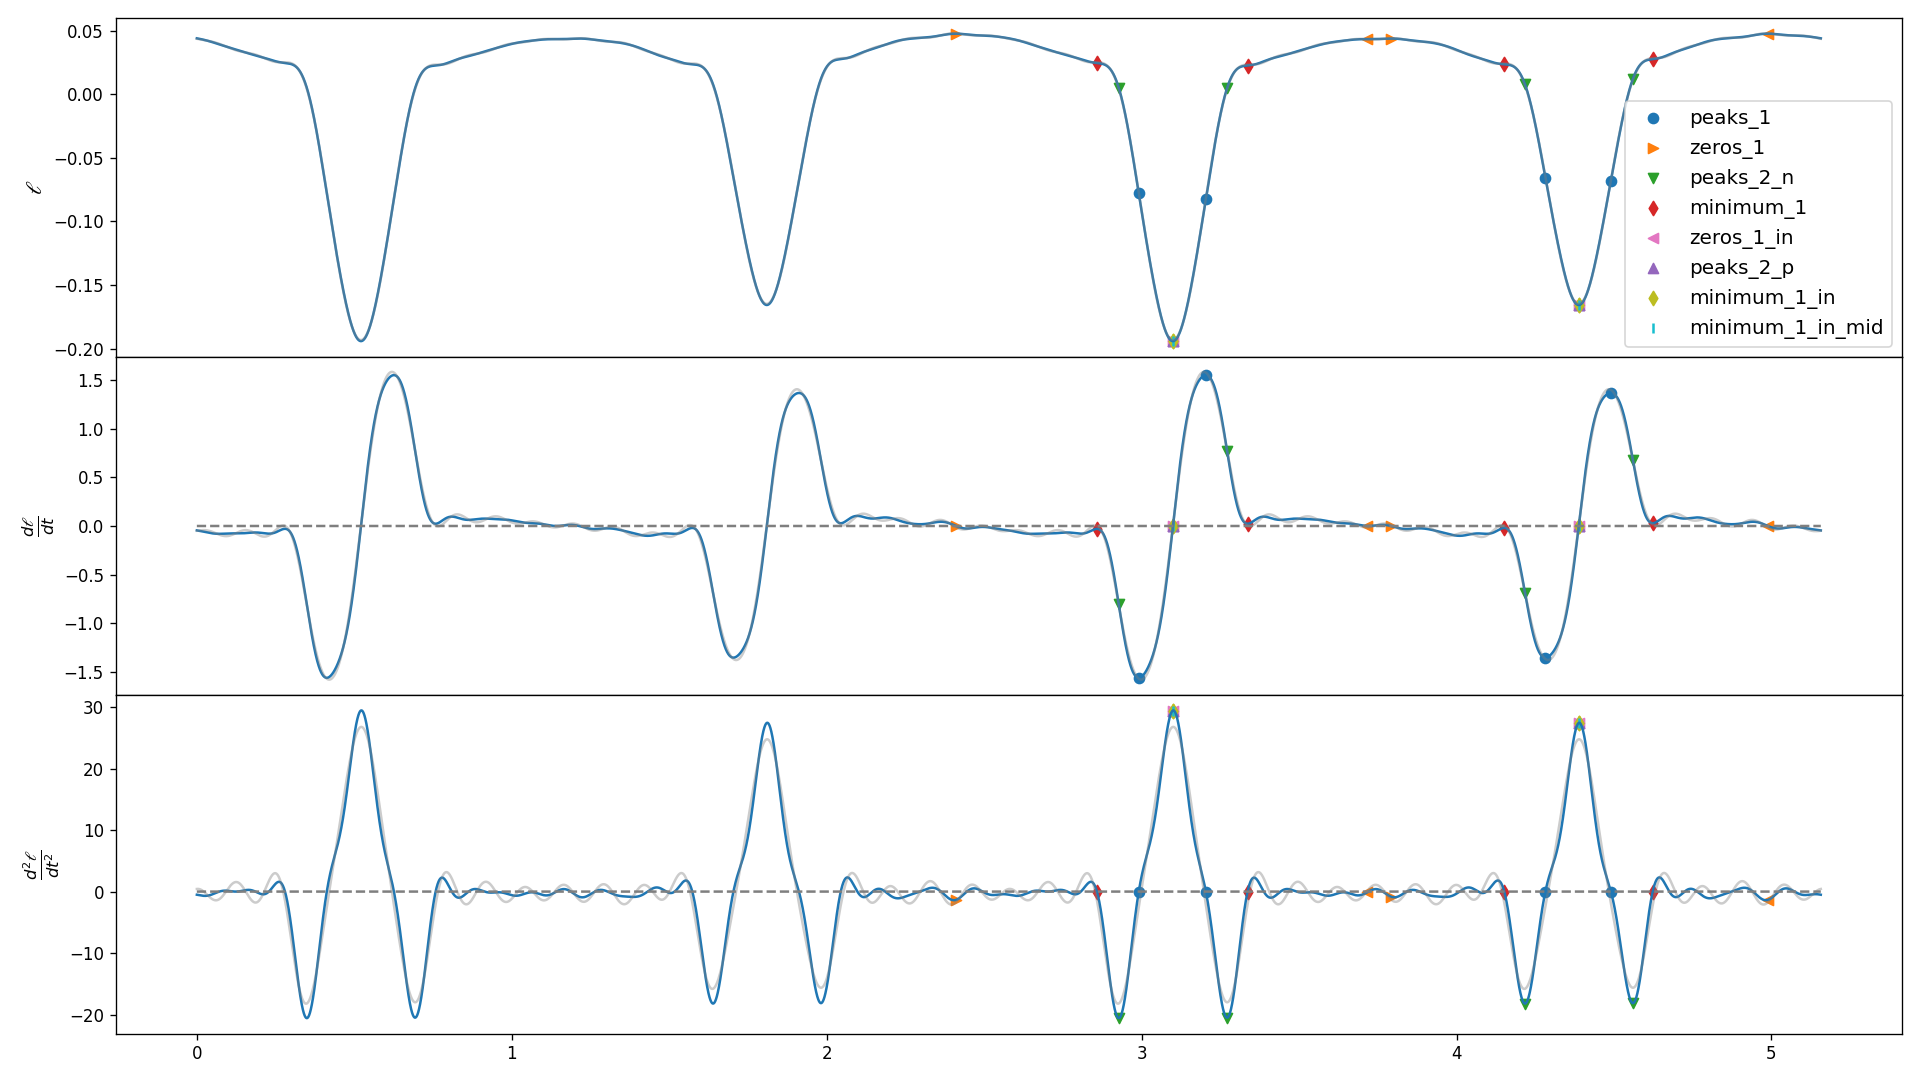 0.05
0.00
−0.05
−0.10
−0.15
−0.20
ℓ
peaks_1
zeros_1
peaks_2_n
minimum_1
zeros_1_in
peaks_2_p
minimum_1_in
minimum_1_in_mid
1.5
1.0
0.5
0.0
−0.5
−1.0
−1.5
dℓ
dt
30
20
10
0
−10
−20
d²ℓ
dt²
0 1 2 3 4 5